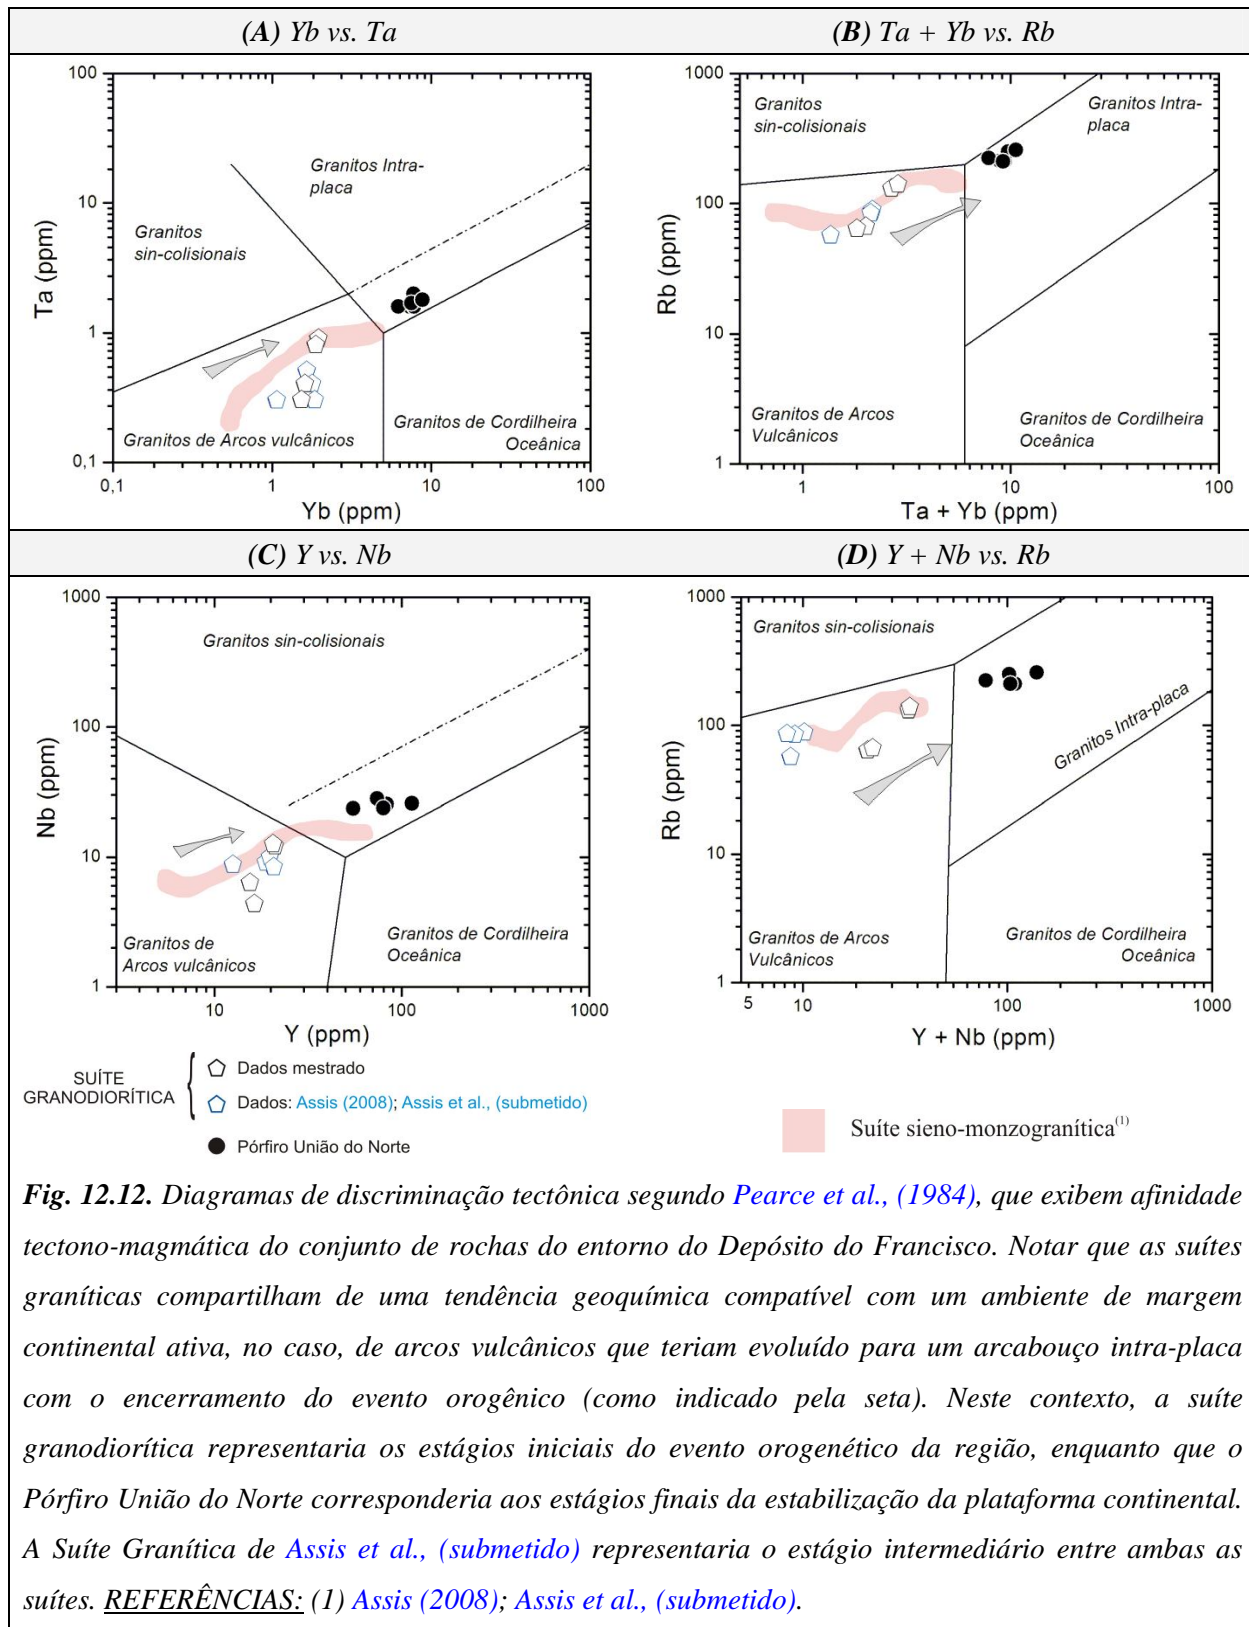 (A) Yb vs. Ta
(B) Ta + Yb vs. Rb
100
10
1
0,1
Ta (ppm)
Granitos Intra-
placa
Granitos
sin-colisionais
Granitos de Arcos vulcânicos
Granitos de Cordilheira
Oceânica
0,1
1
10
100
Yb (ppm)
1000
100
10
1
Rb (ppm)
Granitos
sin-colisionais
Granitos Intra-
placa
Granitos de Arcos
Vulcânicos
Granitos de Cordilheira
Oceânica
1
10
100
Ta + Yb (ppm)
(C) Y vs. Nb
(D) Y + Nb vs. Rb
1000
100
10
1
Nb (ppm)
Granitos sin-colisionais
Granitos de
Arcos vulcânicos
Granitos de Cordilheira
Oceânica
10
100
1000
Y (ppm)
1000
100
10
1
Rb (ppm)
Granitos sin-colisionais
Granitos Intra-placa
Granitos de Arcos
Vulcânicos
Granitos de Cordilheira
Oceânica
5
10
100
1000
Y + Nb (ppm)
SUÍTE
GRANODIORÍTICA
Dados mestrado
Dados: Assis (2008); Assis et al., (submetido)
Pórfiro União do Norte
Suíte sieno-monzogranítica(1)
Fig. 12.12. Diagramas de discriminação tectônica segundo Pearce et al., (1984), que exibem afinidade
tectono-magmática do conjunto de rochas do entorno do Depósito do Francisco. Notar que as suítes
graníticas compartilham de uma tendência geoquímica compatível com um ambiente de margem
continental ativa, no caso, de arcos vulcânicos que teriam evoluído para um arcabouço intra-placa
com o encerramento do evento orogênico (como indicado pela seta). Neste contexto, a suíte
granodiorítica representaria os estágios iniciais do evento orogenético da região, enquanto que o
Pórfiro União do Norte corresponderia aos estágios finais da estabilização da plataforma continental.
A Suíte Granítica de Assis et al., (submetido) representaria o estágio intermediário entre ambas as
suítes. REFERÊNCIAS: (1) Assis (2008); Assis et al., (submetido).